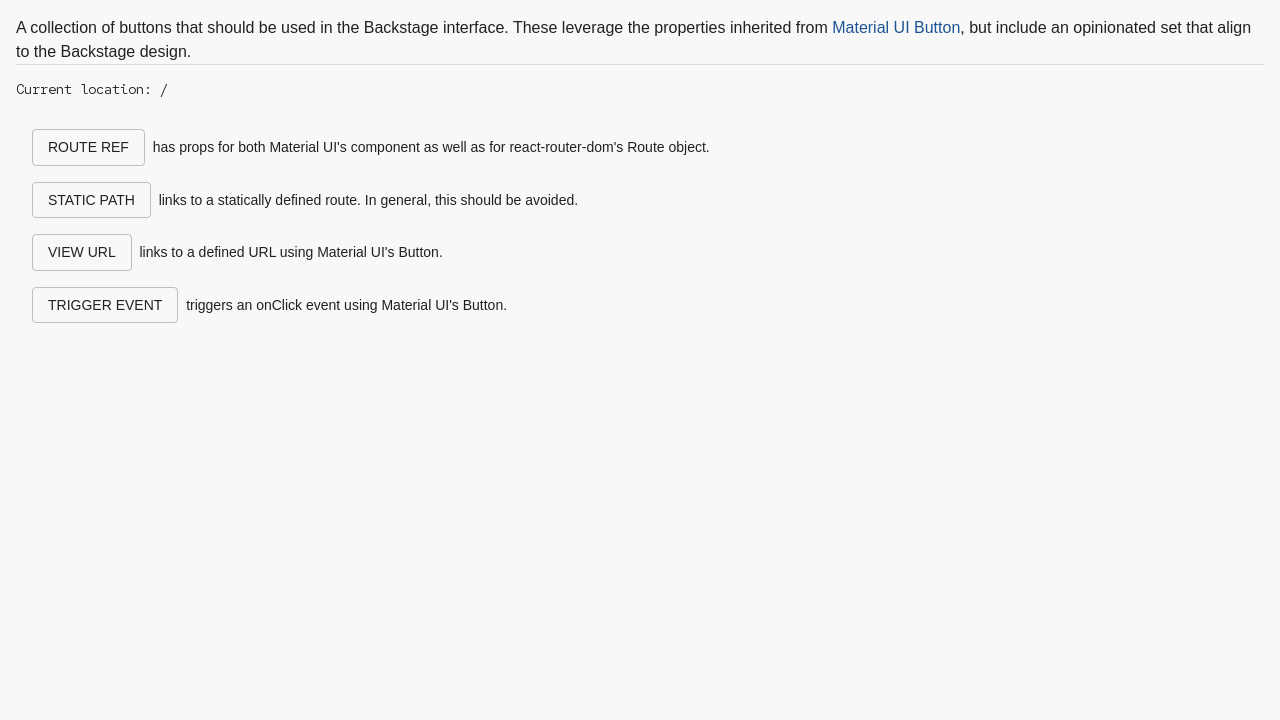 A collection of buttons that should be used in the Backstage interface. These leverage the properties inherited from Material UI Button, but include an opinionated set that align
to the Backstage design.
Current location: /
ROUTE REF has props for both Material UI's component as well as for react-router-dom's Route object.
STATIC PATH links to a statically defined route. In general, this should be avoided.
VIEW URL links to a defined URL using Material UI's Button.
TRIGGER EVENT triggers an onClick event using Material UI's Button.